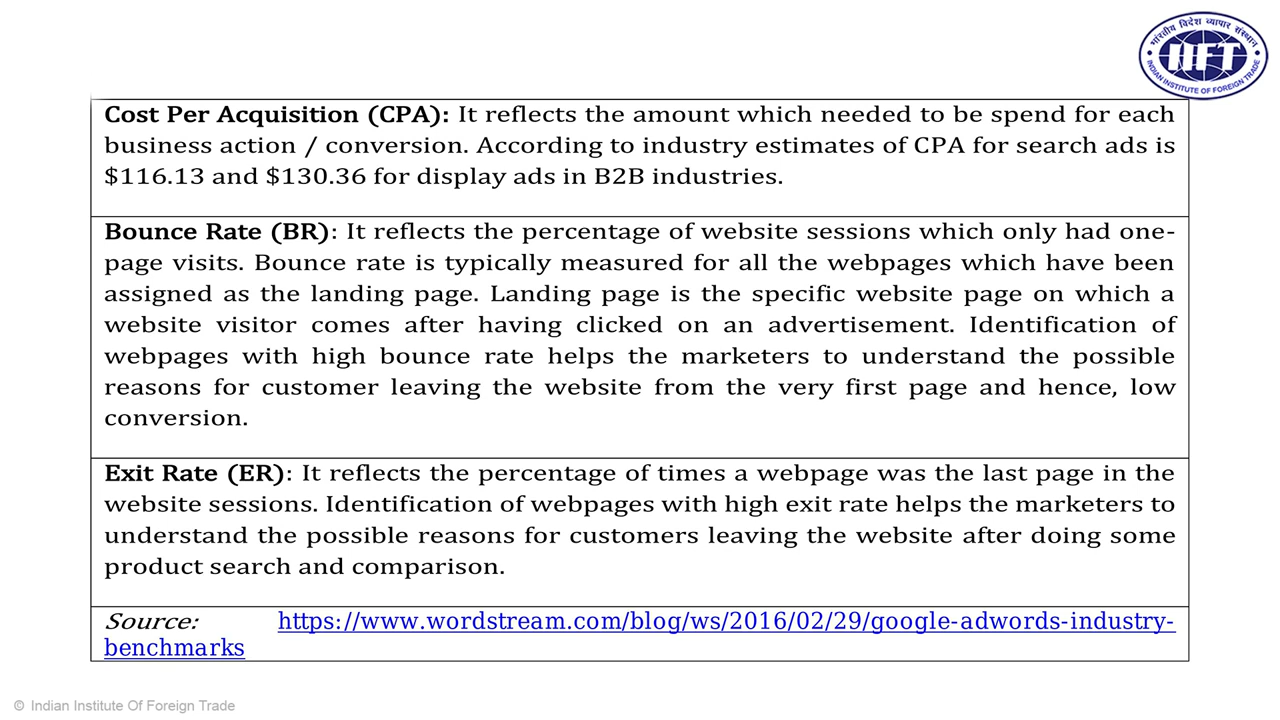 भारतीय विदेश व्यापार संस्थान
IIFT
INDIAN INSTITUTE OF FOREIGN TRADE
Cost Per Acquisition (CPA): It reflects the amount which needed to be spend for each
business action / conversion. According to industry estimates of CPA for search ads is
$116.13 and $130.36 for display ads in B2B industries.
Bounce Rate (BR): It reflects the percentage of website sessions which only had one-
page visits. Bounce rate is typically measured for all the webpages which have been
assigned as the landing page. Landing page is the specific website page on which a
website visitor comes after having clicked on an advertisement. Identification of
webpages with high bounce rate helps the marketers to understand the possible
reasons for customer leaving the website from the very first page and hence, low
conversion.
Exit Rate (ER): It reflects the percentage of times a webpage was the last page in the
website sessions. Identification of webpages with high exit rate helps the marketers to
understand the possible reasons for customers leaving the website after doing some
product search and comparison.
Source: https://www.wordstream.com/blog/ws/2016/02/29/google-adwords-industry-
benchmarks
© Indian Institute Of Foreign Trade